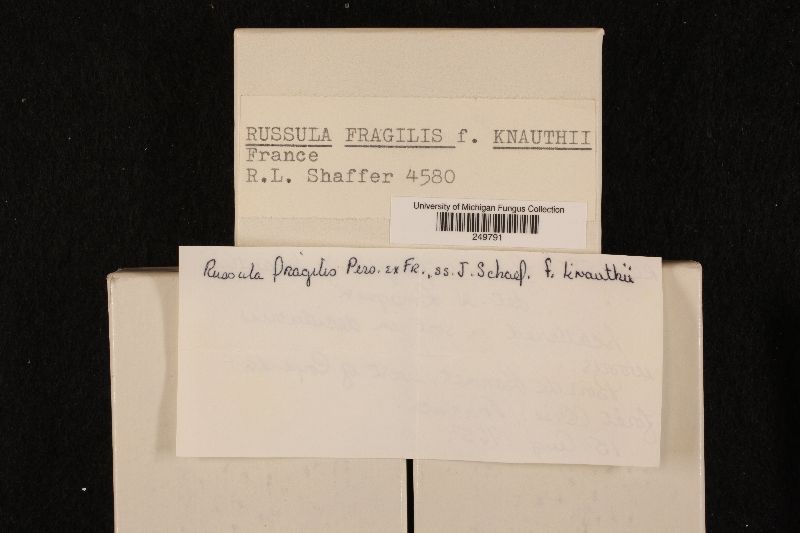 RUSSULA FRAGILIS f. KNAUTHII
France
R.L. Shaffer 4580
University of Michigan Fungus Collection
249791
Russula fragilis Pers. ex Fr., ss. J. Schaef. f. knauthii